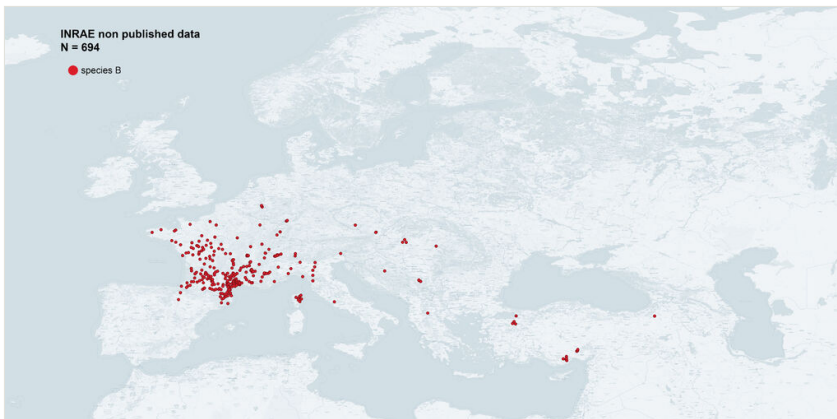 INRAE non published data
N = 694
species B